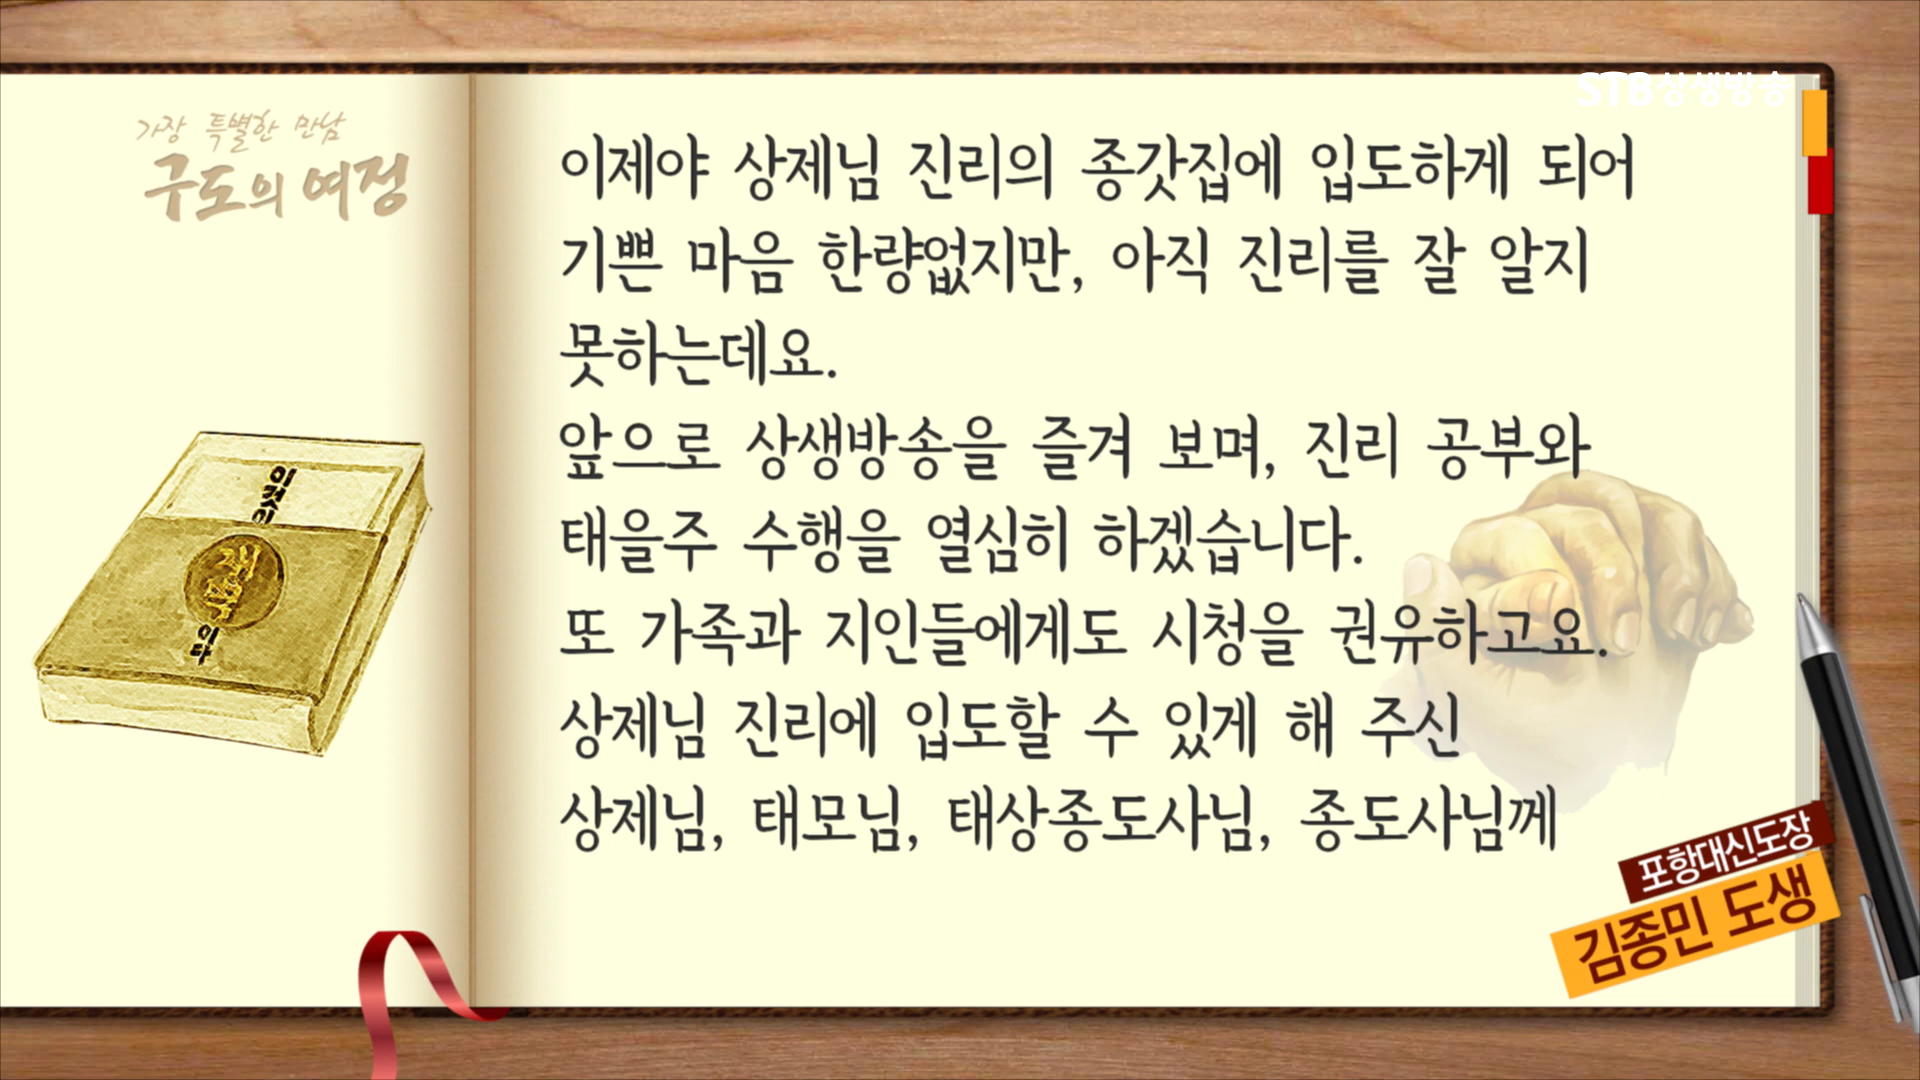 STB상생방송
가장 특별한 만남
구도의 여정
이제야 상제님 진리의 종갓집에 입도하게 되어
기쁜 마음 한량없지만, 아직 진리를 잘 알지
못하는데요.
앞으로 상생방송을 즐겨 보며, 진리 공부와
태을주 수행을 열심히 하겠습니다.
또 가족과 지인들에게도 시청을 권유하고요.
상제님 진리에 입도할 수 있게 해 주신
상제님, 태모님, 태상종도사님, 종도사님께
이것이
개벽
이다
포항대신도장
김종민 도생